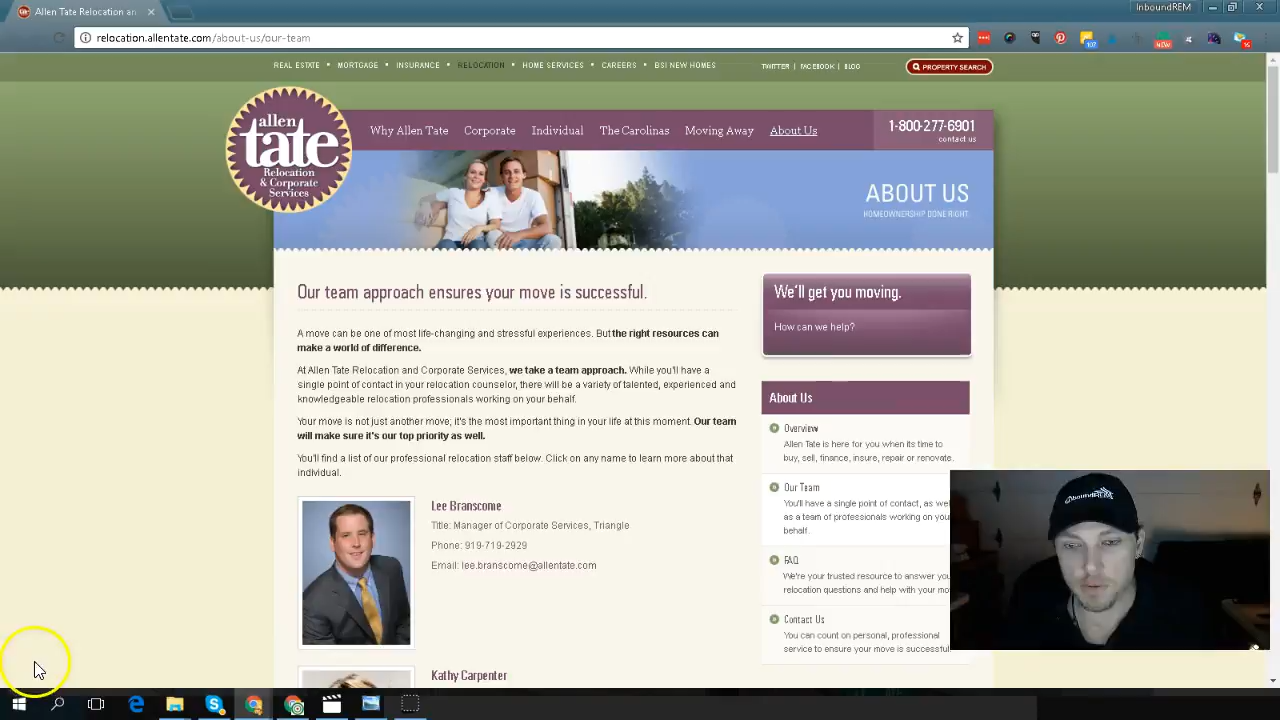 Allen Tate Relocation an
InboundREM
relocation.allentate.com/about-us/our-team
REAL ESTATE • MORTGAGE • INSURANCE • RELOCATION • HOME SERVICES • CAREERS • BSI NEW HOMES
TWITTER | FACEBOOK | BLOG
PROPERTY SEARCH
allen
tate
Relocation
& Corporate
Services
Why Allen Tate Corporate Individual The Carolinas Moving Away About Us
1-800-277-6901
contact us
ABOUT US
HOMEOWNERSHIP DONE RIGHT.
Our team approach ensures your move is successful.
A move can be one of most life-changing and stressful experiences. But the right resources can
make a world of difference.
At Allen Tate Relocation and Corporate Services, we take a team approach. While you'll have a
single point of contact in your relocation counselor, there will be a variety of talented, experienced and
knowledgeable relocation professionals working on your behalf.
Your move is not just another move; it's the most important thing in your life at this moment. Our team
will make sure it's our top priority as well.
You'll find a list of our professional relocation staff below. Click on any name to learn more about that
individual.
Lee Branscome
Title: Manager of Corporate Services, Triangle
Phone: 919-719-2929
Email: lee.branscome@allentate.com
Kathy Carpenter
We'll get you moving.
How can we help?
About Us
Overview
Allen Tate is here for you when its time to
buy, sell, finance, insure, repair or renovate.
Our Team
You'll have a single point of contact, as well
as a team of professionals working on you
behalf.
FAQ
We're your trusted resource to answer you
relocation questions and help with your mo
Contact Us
You can count on personal, professional
service to ensure your move is successful
InboundREM